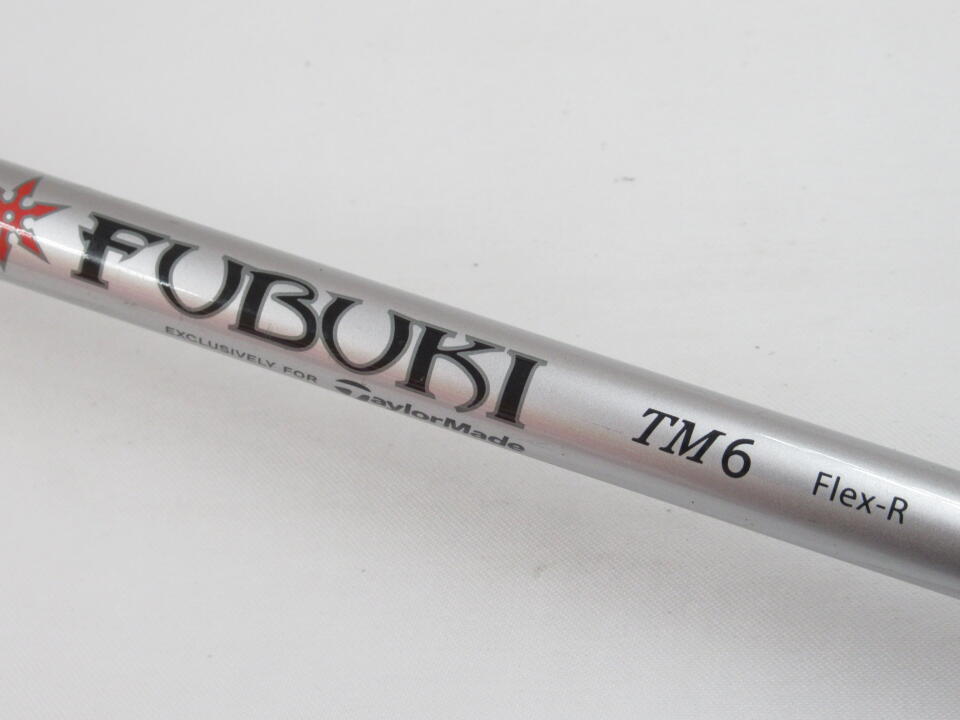 FUBUKI
EXCLUSIVELY FOR TaylorMade
TM6 Flex-R